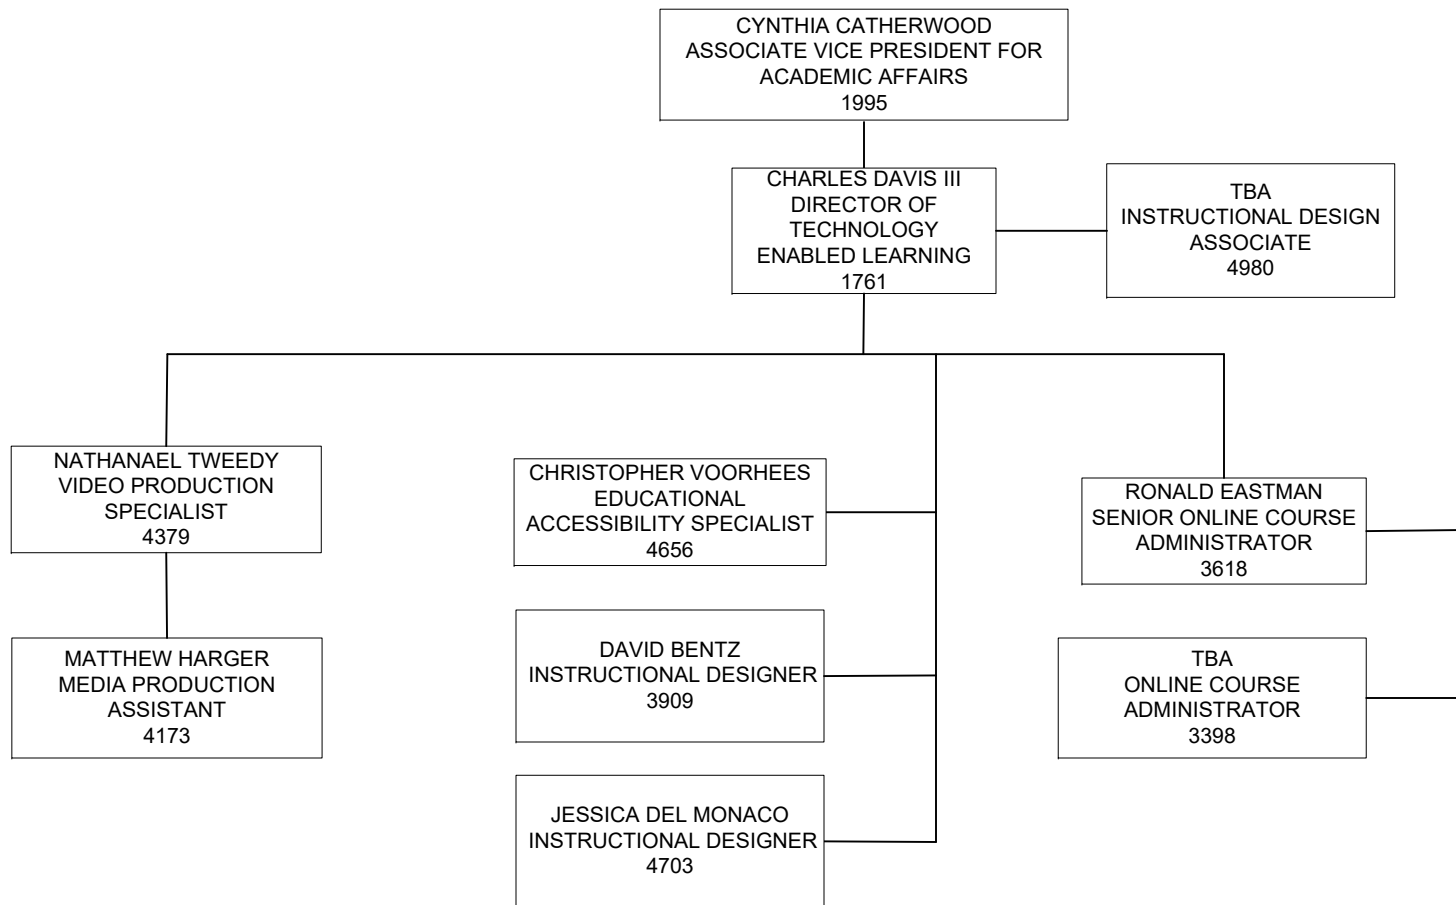 CYNTHIA CATHERWOOD
ASSOCIATE VICE PRESIDENT FOR
ACADEMIC AFFAIRS
1995
CHARLES DAVIS III
DIRECTOR OF
TECHNOLOGY
ENABLED LEARNING
1761
TBA
INSTRUCTIONAL DESIGN
ASSOCIATE
4980
NATHANAEL TWEEDY
VIDEO PRODUCTION
SPECIALIST
4379
CHRISTOPHER VOORHEES
EDUCATIONAL
ACCESSIBILITY SPECIALIST
4656
RONALD EASTMAN
SENIOR ONLINE COURSE
ADMINISTRATOR
3618
MATTHEW HARGER
MEDIA PRODUCTION
ASSISTANT
4173
DAVID BENTZ
INSTRUCTIONAL DESIGNER
3909
TBA
ONLINE COURSE
ADMINISTRATOR
3398
JESSICA DEL MONACO
INSTRUCTIONAL DESIGNER
4703